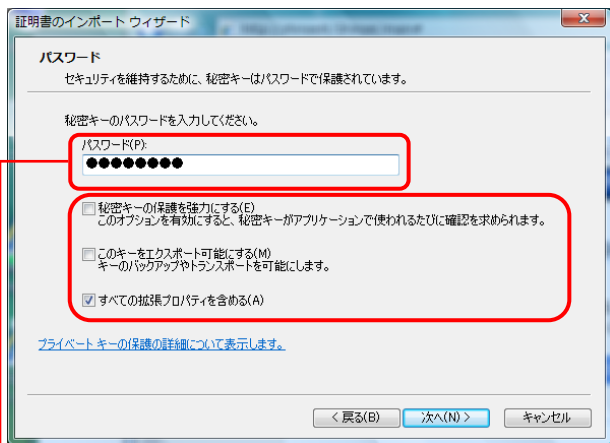 証明書のインポート ウィザード
パスワード
セキュリティを維持するために、秘密キーはパスワードで保護されています。
秘密キーのパスワードを入力してください。
パスワード(P):
●●●●●●●●
秘密キーの保護を強力にする(E)
このオプションを有効にすると、秘密キーがアプリケーションで使われるたびに確認を求められます。
このキーをエクスポート可能にする(M)
キーのバックアップやトランスポートを可能にします。
すべての拡張プロパティを含める(A)
プライベート キーの保護の詳細について表示します。
< 戻る(B)
次へ(N) >
キャンセル